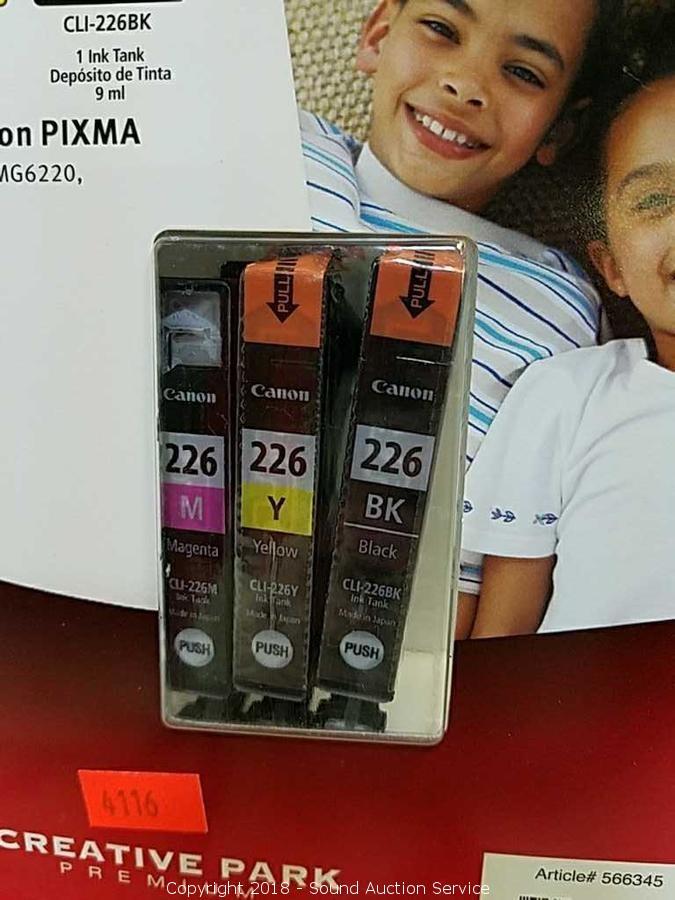 CLI-226BK
1 Ink Tank
Depósito de Tinta
9 ml
on PIXMA
MG6220,
PULL
PULL
Canon
226
M
Magenta
CLI-226M
Ink Tank
Made in Japan
PUSH
Canon
226
Y
Yellow
CLI-226Y
Ink Tank
Made in Japan
PUSH
Canon
226
BK
Black
CLI-226BK
Ink Tank
Made in Japan
PUSH
4116
CREATIVE PARK
PREMIUM
Article# 566345
Copyright 2018 - Sound Auction Service